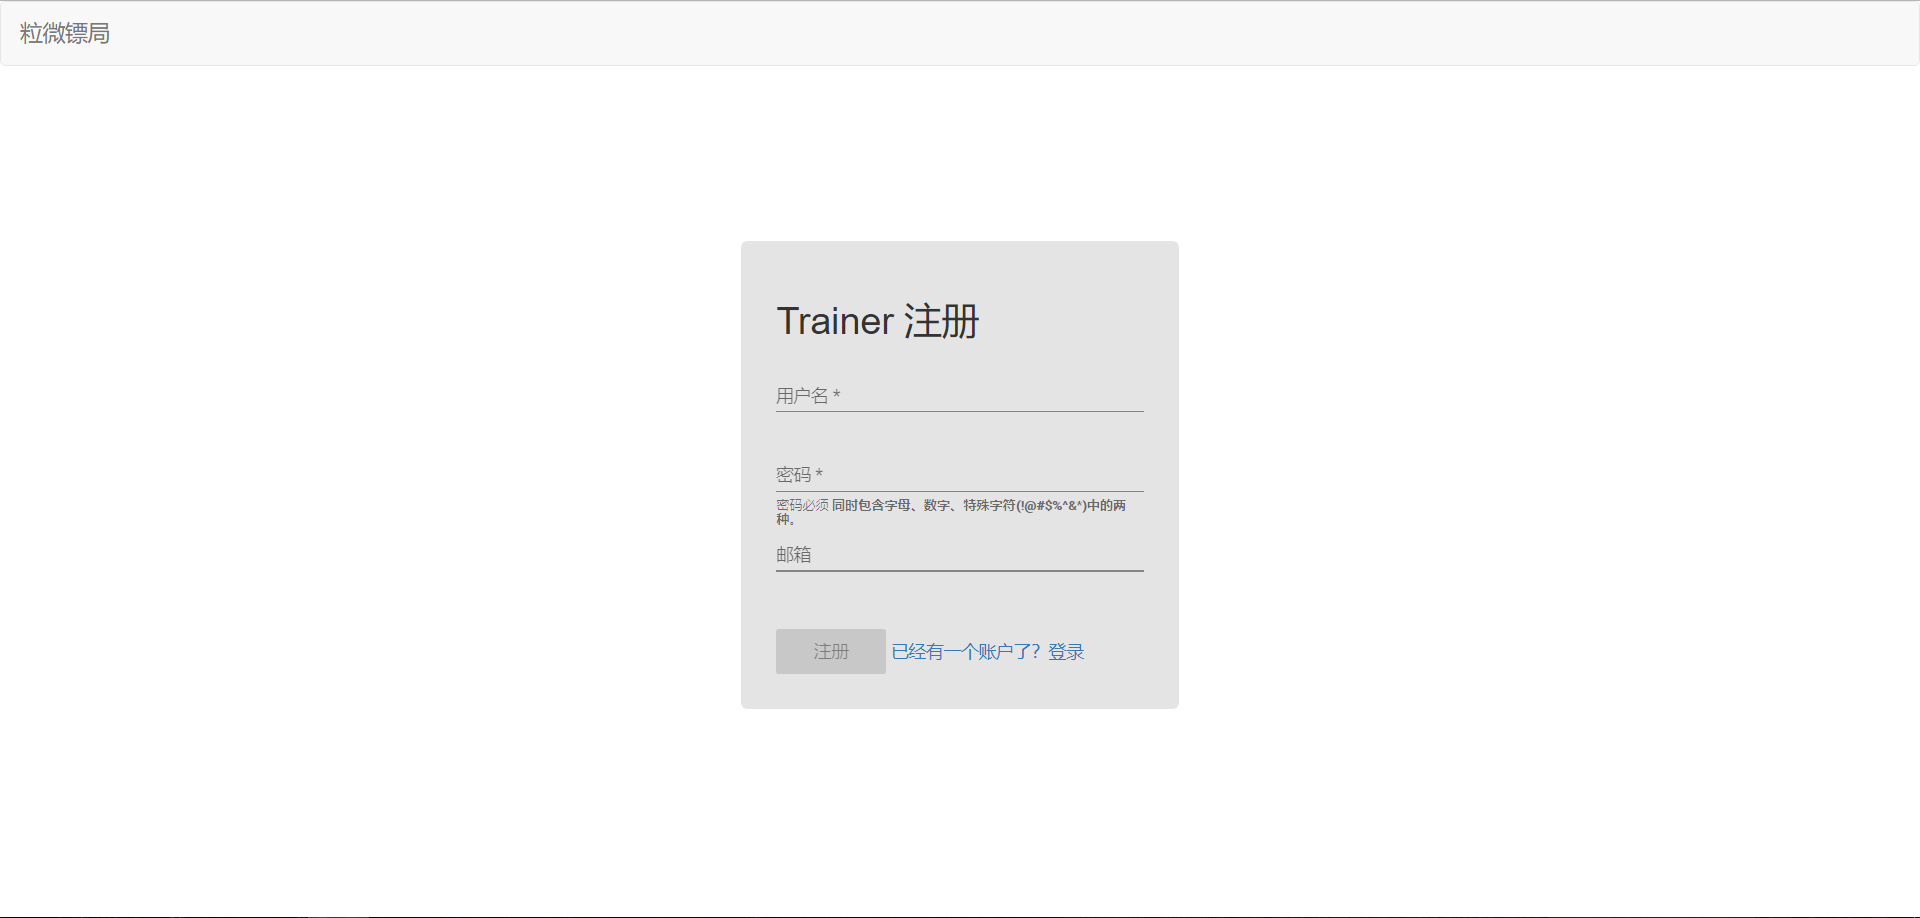 粒微镖局
Trainer 注册
用户名 *
密码 *
密码必须 同时包含字母、数字、特殊字符(!@#$%^&*)中的两
种。
邮箱
注册 已经有一个账户了？登录